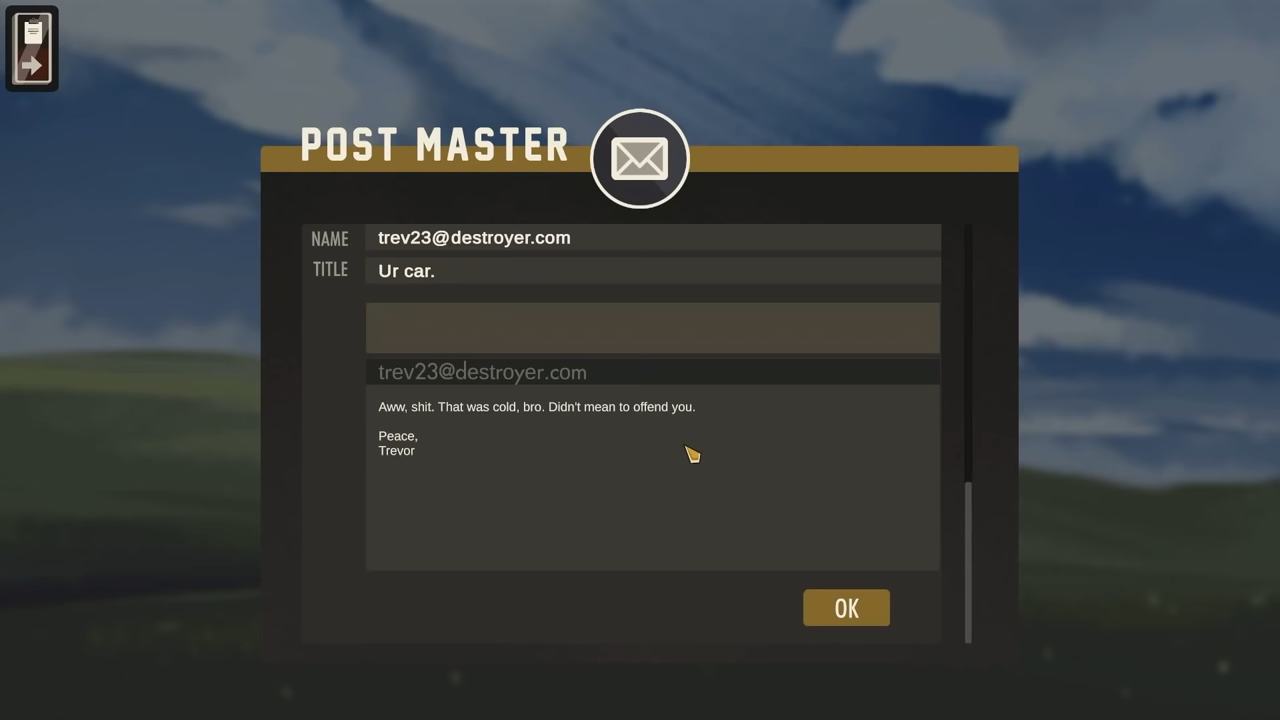 POST MASTER
NAME trev23@destroyer.com
TITLE Ur car.
trev23@destroyer.com
Aww, shit. That was cold, bro. Didn't mean to offend you.
Peace,
Trevor
OK